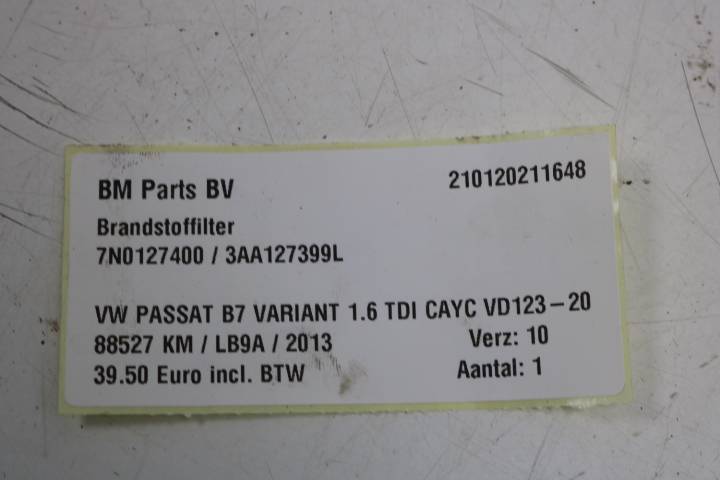 BM Parts BV 210120211648
Brandstoffilter
7N0127400 / 3AA127399L
VW PASSAT B7 VARIANT 1.6 TDI CAYC VD123-20
88527 KM / LB9A / 2013 Verz: 10
39.50 Euro incl. BTW Aantal: 1